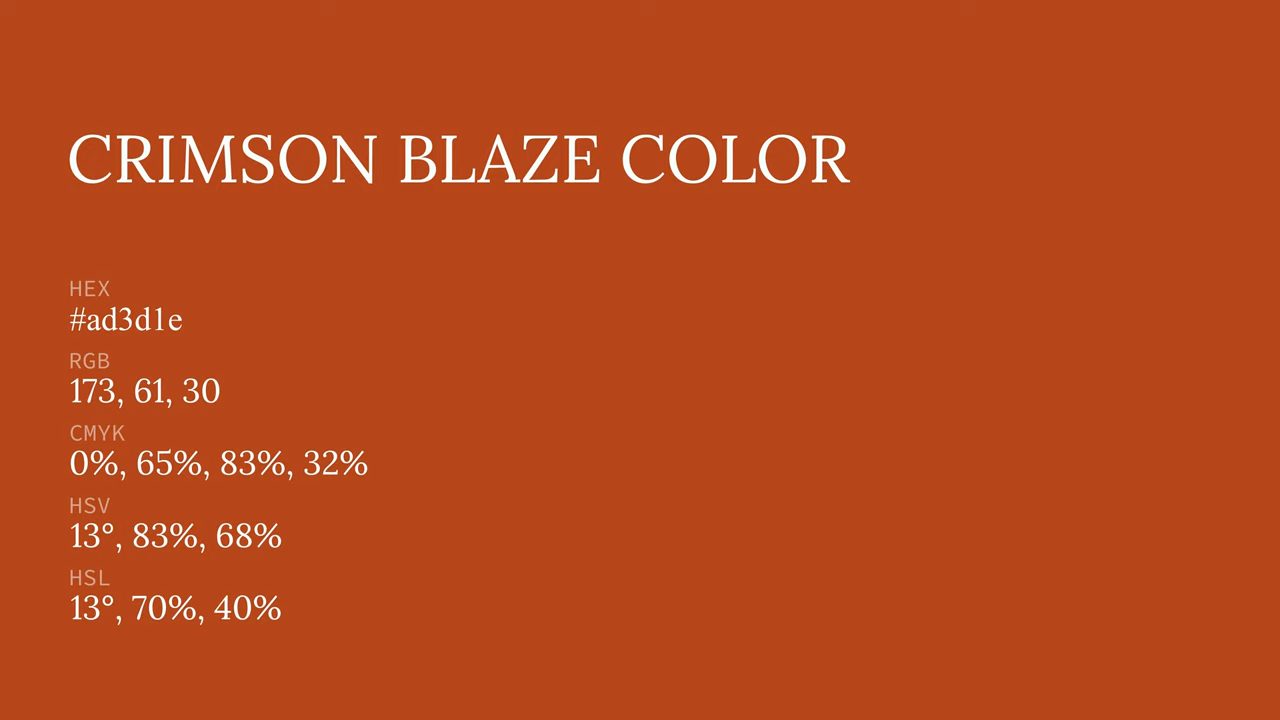 CRIMSON BLAZE COLOR
HEX
#ad3d1e
RGB
173, 61, 30
CMYK
0%, 65%, 83%, 32%
HSV
13°, 83%, 68%
HSL
13°, 70%, 40%